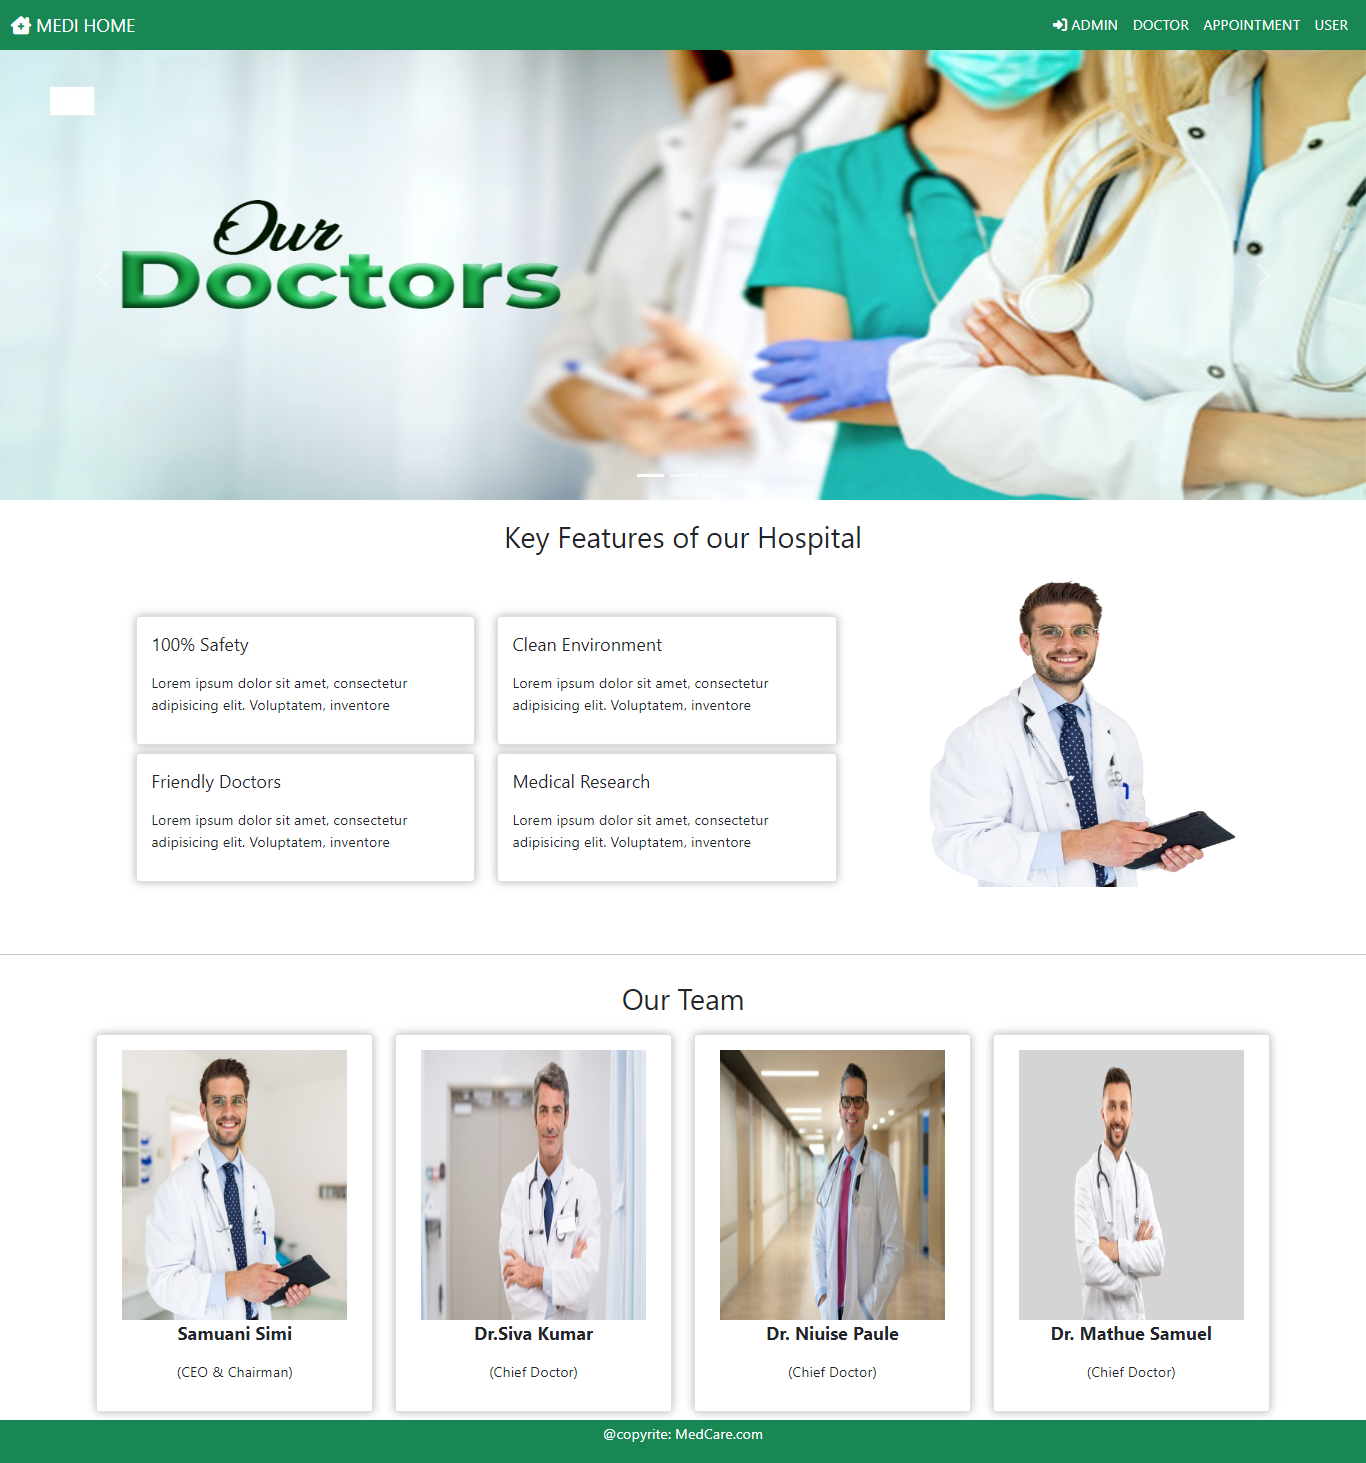 MEDI HOME
ADMIN DOCTOR APPOINTMENT USER
Our
Doctors
Key Features of our Hospital
100% Safety
Lorem ipsum dolor sit amet, consectetur
adipisicing elit. Voluptatem, inventore
Clean Environment
Lorem ipsum dolor sit amet, consectetur
adipisicing elit. Voluptatem, inventore
Friendly Doctors
Lorem ipsum dolor sit amet, consectetur
adipisicing elit. Voluptatem, inventore
Medical Research
Lorem ipsum dolor sit amet, consectetur
adipisicing elit. Voluptatem, inventore
Our Team
Samuani Simi
(CEO & Chairman)
Dr.Siva Kumar
(Chief Doctor)
Dr. Niuise Paule
(Chief Doctor)
Dr. Mathue Samuel
(Chief Doctor)
@copyrite: MedCare.com